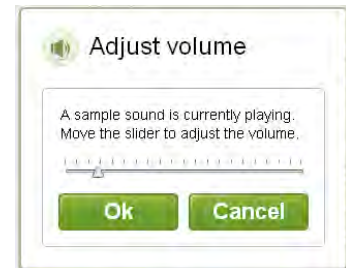 Adjust volume
A sample sound is currently playing.
Move the slider to adjust the volume.
Ok
Cancel